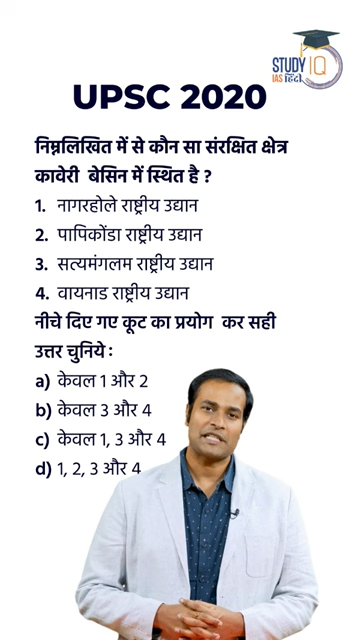 STUDY IQ
IAS हिंदी
UPSC 2020
निम्नलिखित में से कौन सा संरक्षित क्षेत्र
कावेरी बेसिन में स्थित है ?
1. नागरहोले राष्ट्रीय उद्यान
2. पापिकोंडा राष्ट्रीय उद्यान
3. सत्यमंगलम राष्ट्रीय उद्यान
4. वायनाड राष्ट्रीय उद्यान
नीचे दिए गए कूट का प्रयोग कर सही
उत्तर चुनिये :
a) केवल 1 और 2
b) केवल 3 और 4
c) केवल 1, 3 और 4
d) 1, 2, 3 और 4